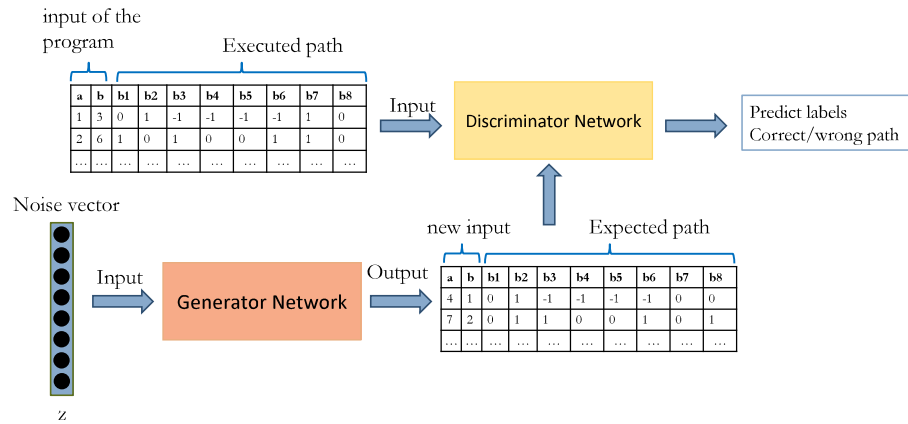 input of the
program
Executed path
a b b1 b2 b3 b4 b5 b6 b7 b8
1 3 0 1 -1 -1 -1 -1 1 0
2 6 1 0 1 0 0 1 1 0
... ... ... ... ... ... ... ... ... ...
Input
Discriminator Network
Predict labels
Correct/wrong path
Noise vector
z
Input
Generator Network
Output
new input
Expected path
a b b1 b2 b3 b4 b5 b6 b7 b8
4 1 0 1 -1 -1 -1 -1 0 0
7 2 0 1 1 0 0 1 0 1
... ... ... ... ... ... ... ... ... ...